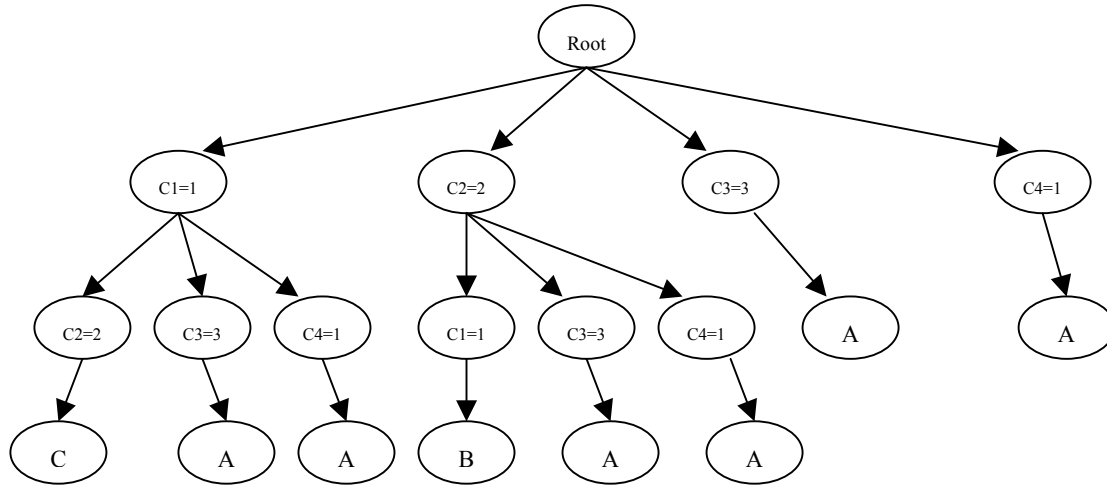 Root
C1=1
C2=2
C3=3
C4=1
C2=2
C3=3
C4=1
C1=1
C3=3
C4=1
A
A
C
A
A
B
A
A